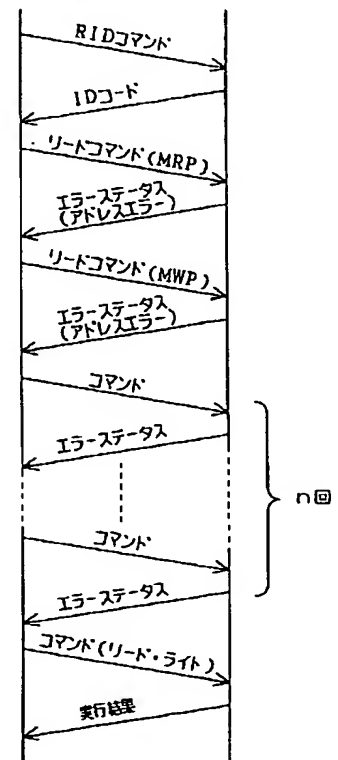 RIDコマンド
IDコード
リードコマンド(MRP)
エラーステータス
(アドレスエラー)
リードコマンド(MWP)
エラーステータス
(アドレスエラー)
コマンド
エラーステータス
n回
コマンド
エラーステータス
コマンド(リード・ライト)
実行結果